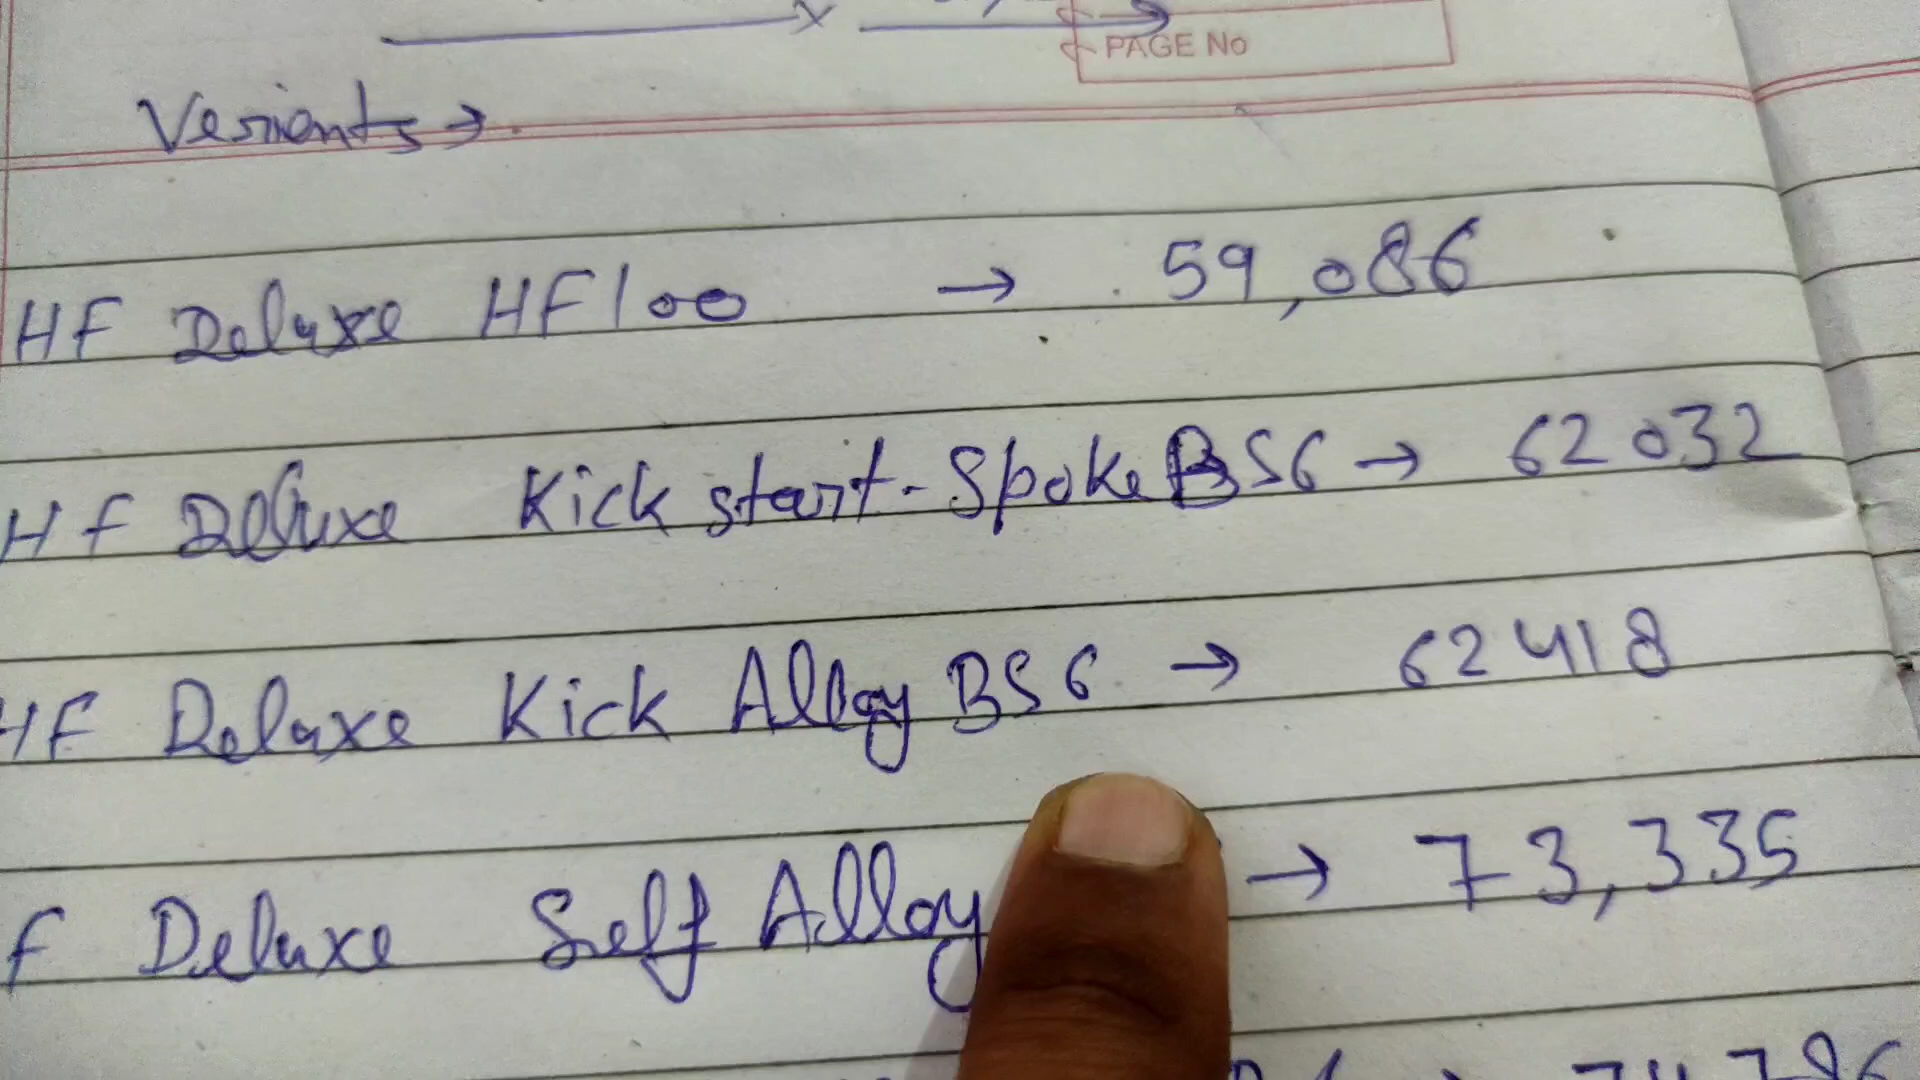 PAGE No
Verients →
HF Deluxe HF100 → 59,086
HF Deluxe Kick start-Spoke BS6 → 62032
HF Deluxe Kick Alloy BS6 → 62418
F Deluxe Self Alloy → 73,335